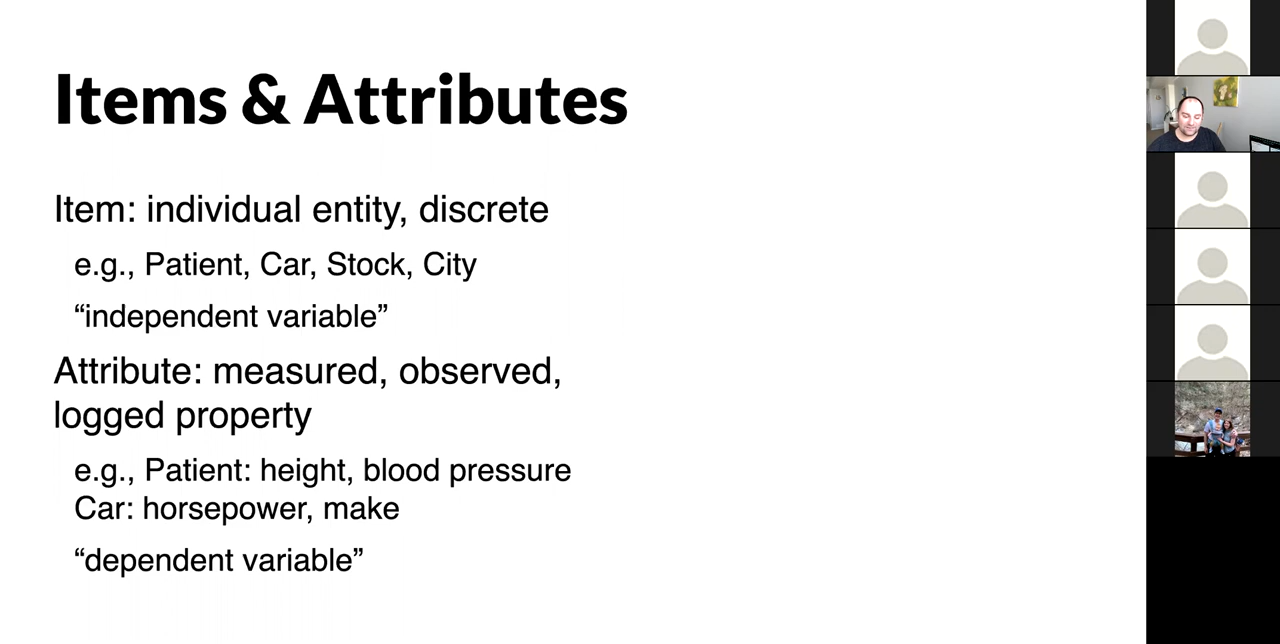 Items & Attributes
Item: individual entity, discrete
e.g., Patient, Car, Stock, City
“independent variable”
Attribute: measured, observed,
logged property
e.g., Patient: height, blood pressure
Car: horsepower, make
“dependent variable”